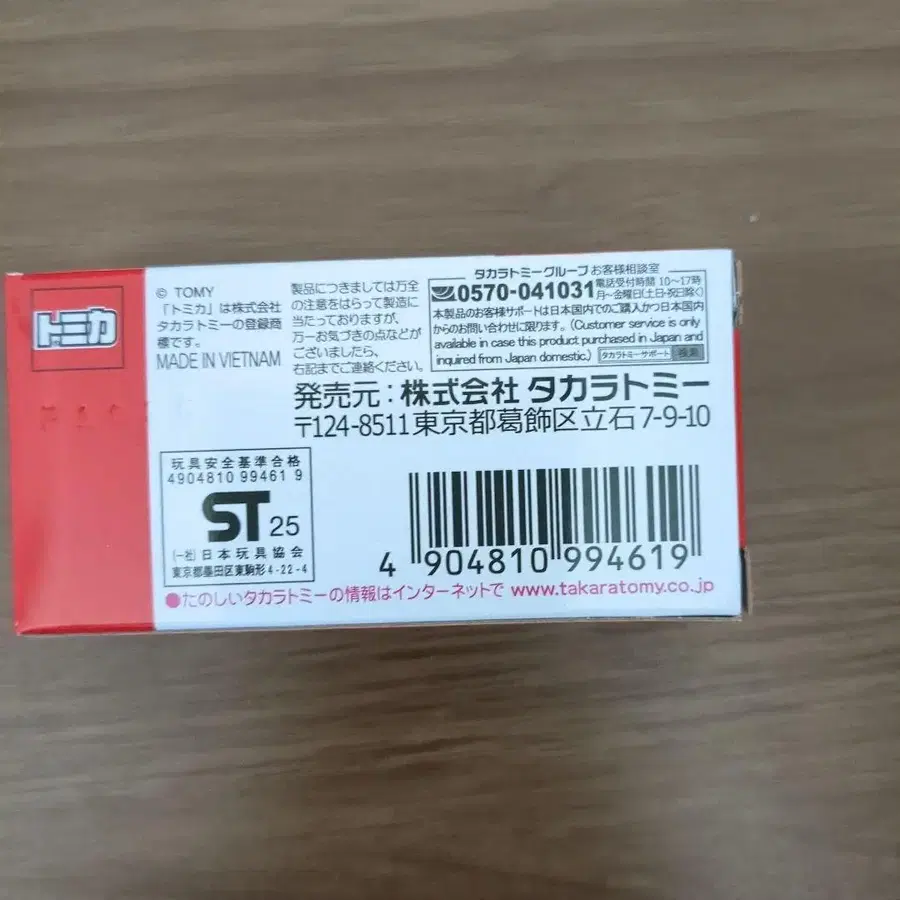 トミカ
© TOMY
「トミカ」は株式会社
タカラトミーの登録商
標です。
MADE IN VIETNAM
製品につきましては万全
の注意をはらって製造に
当たっておりますが、
万一お気づきの点などが
ございましたら、
右記までご連絡ください。
タカラトミーグループ お客様相談室
0570-041031
電話受付時間 10〜17時
月〜金曜日(土・日・祝日除く)
本製品のお客様サポートは日本国内でのご購入かつ日本国内
からのお問い合わせに限ります。(Customer service is only
available in case this product purchased in Japan and
inquired from Japan domestic.) タカラトミーサポート 検索
発売元:株式会社 タカラトミー
〒124-8511 東京都葛飾区立石 7-9-10
玩具安全基準合格
4904810 99461 9
ST 25
(一社)日本玩具協会
東京都墨田区東駒形 4-22-4
4 904810 994619
●たのしいタカラトミーの情報はインターネットで www.takaratomy.co.jp